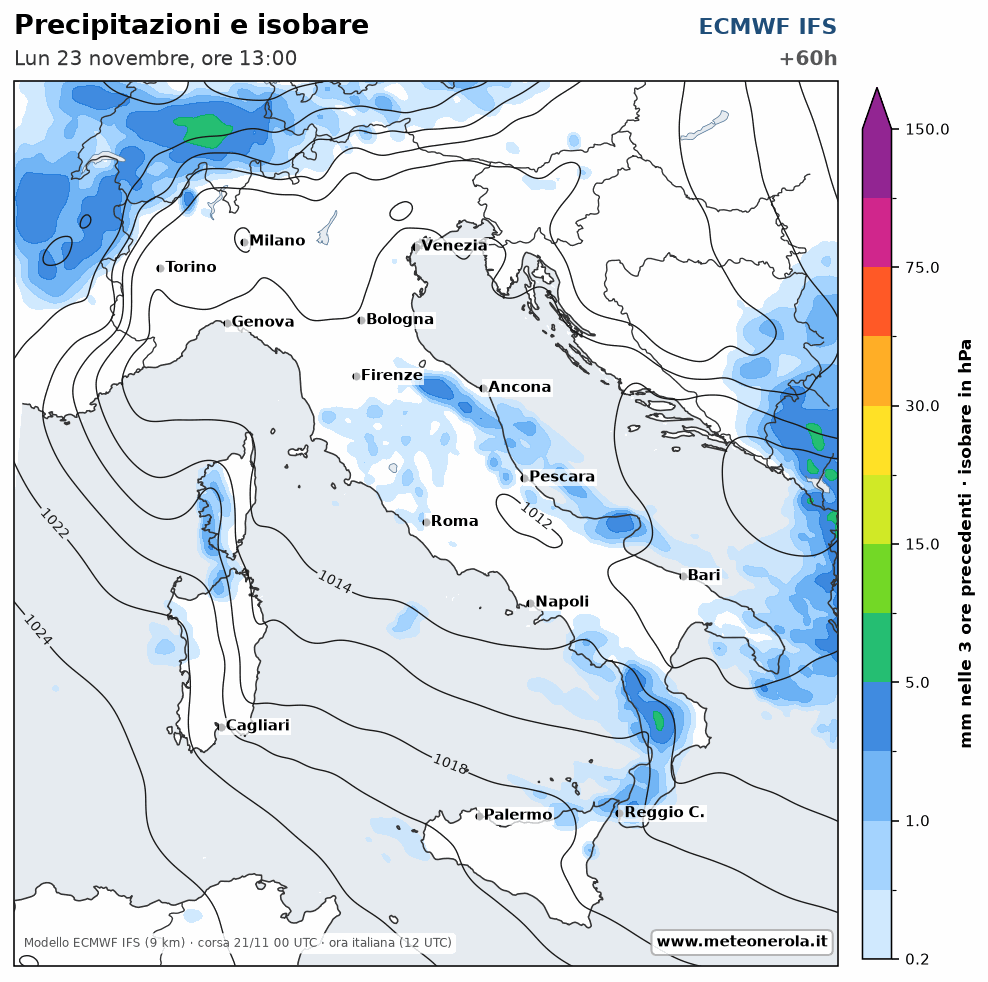 Precipitazioni e isobare
ECMWF IFS
Lun 23 novembre, ore 13:00
+60h
150.0
75.0
30.0
15.0
5.0
1.0
0.2
mm nelle 3 ore precedenti · isobare in hPa
Milano
Venezia
Torino
Genova
Bologna
Firenze
Ancona
Pescara
1012
Roma
1022
1014
Bari
Napoli
1024
Cagliari
1018
Palermo
Reggio C.
Modello ECMWF IFS (9 km) · corsa 21/11 00 UTC · ora italiana (12 UTC)
www.meteonerola.it